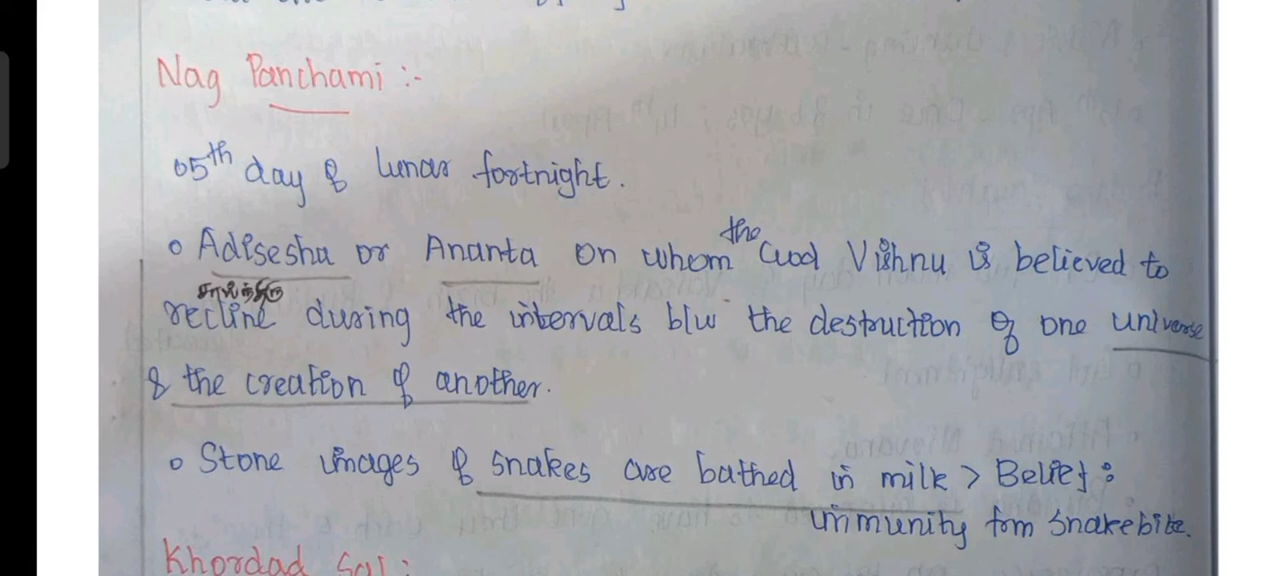 Nag Panchami :-
05th day of lunar fortnight.
the
o Adisesha or Ananta on whom God Vishnu is believed to
சாய்ந்திரு
recline during the intervals b/w the destruction of one universe
& the creation of another.
o Stone images of snakes are bathed in milk > Belief :
immunity fom snakebite.
Khordad Sal :